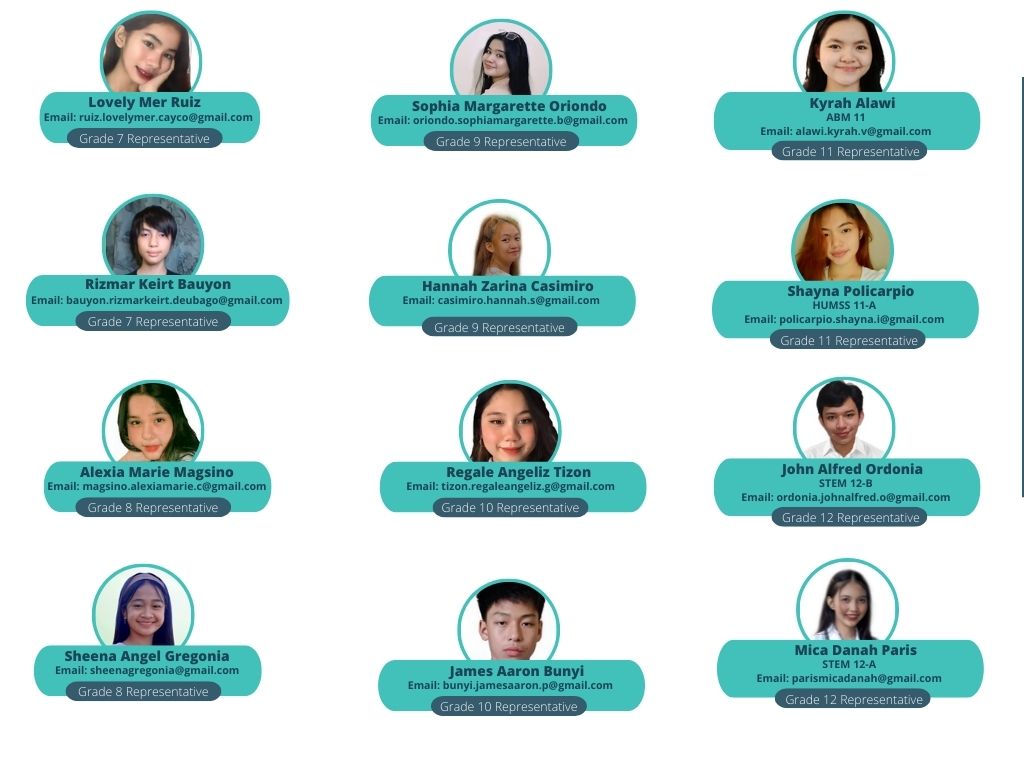 Lovely Mer Ruiz
Email: ruiz.lovelymer.cayco@gmail.com
Grade 7 Representative
Sophia Margarette Oriondo
Email: oriondo.sophiamargarette.b@gmail.com
Grade 9 Representative
Kyrah Alawi
ABM 11
Email: alawi.kyrah.v@gmail.com
Grade 11 Representative
Rizmar Keirt Bauyon
Email: bauyon.rizmarkeirt.deubago@gmail.com
Grade 7 Representative
Hannah Zarina Casimiro
Email: casimiro.hannah.s@gmail.com
Grade 9 Representative
Shayna Policarpio
HUMSS 11-A
Email: policarpio.shayna.i@gmail.com
Grade 11 Representative
Alexia Marie Magsino
Email: magsino.alexiamarie.c@gmail.com
Grade 8 Representative
Regale Angeliz Tizon
Email: tizon.regaleangeliz.g@gmail.com
Grade 10 Representative
John Alfred Ordonia
STEM 12-B
Email: ordonia.johnalfred.o@gmail.com
Grade 12 Representative
Sheena Angel Gregonia
Email: sheenagregonia@gmail.com
Grade 8 Representative
James Aaron Bunyi
Email: bunyi.jamesaaron.p@gmail.com
Grade 10 Representative
Mica Danah Paris
STEM 12-A
Email: parismicadanah@gmail.com
Grade 12 Representative